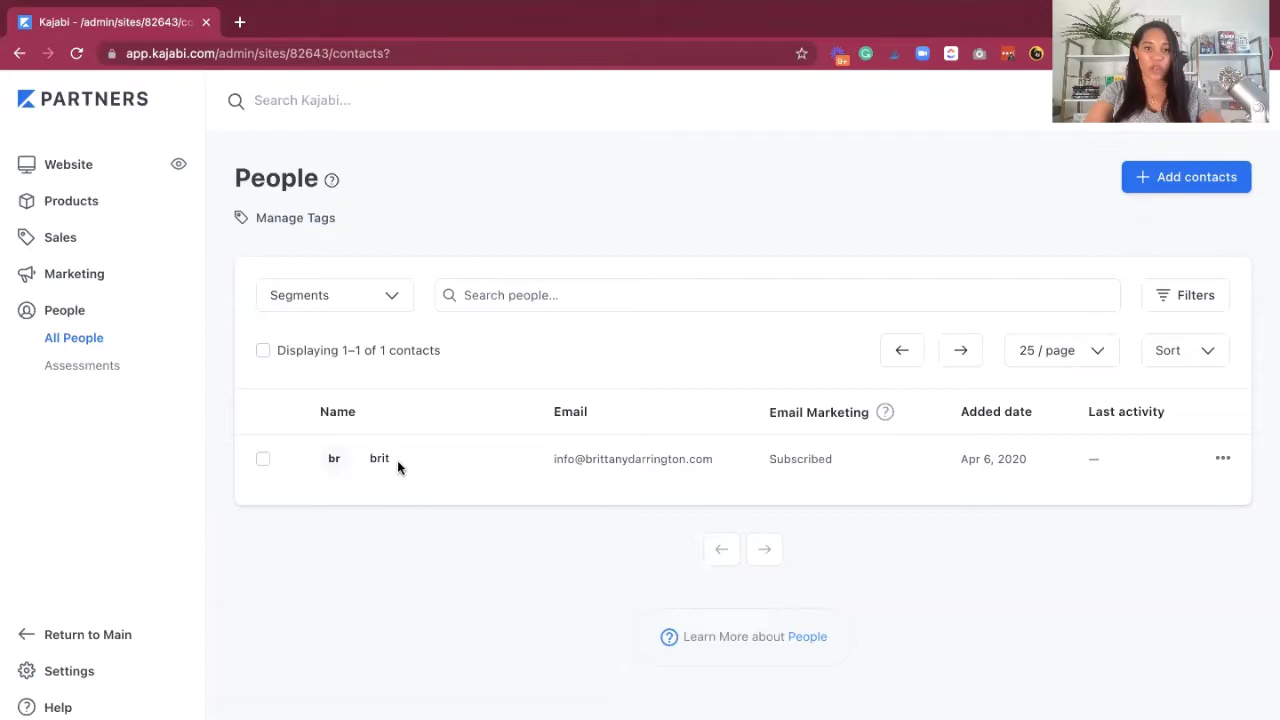 Kajabi - /admin/sites/82643/co
app.kajabi.com/admin/sites/82643/contacts?
9+
PARTNERS
Search Kajabi...
Website
Products
Sales
Marketing
People
All People
Assessments
Return to Main
Settings
Help
People
Add contacts
Manage Tags
Segments
Search people...
Filters
Displaying 1–1 of 1 contacts
25 / page
Sort
Name Email Email Marketing Added date Last activity
br brit info@brittanydarrington.com Subscribed Apr 6, 2020 —
Learn More about People